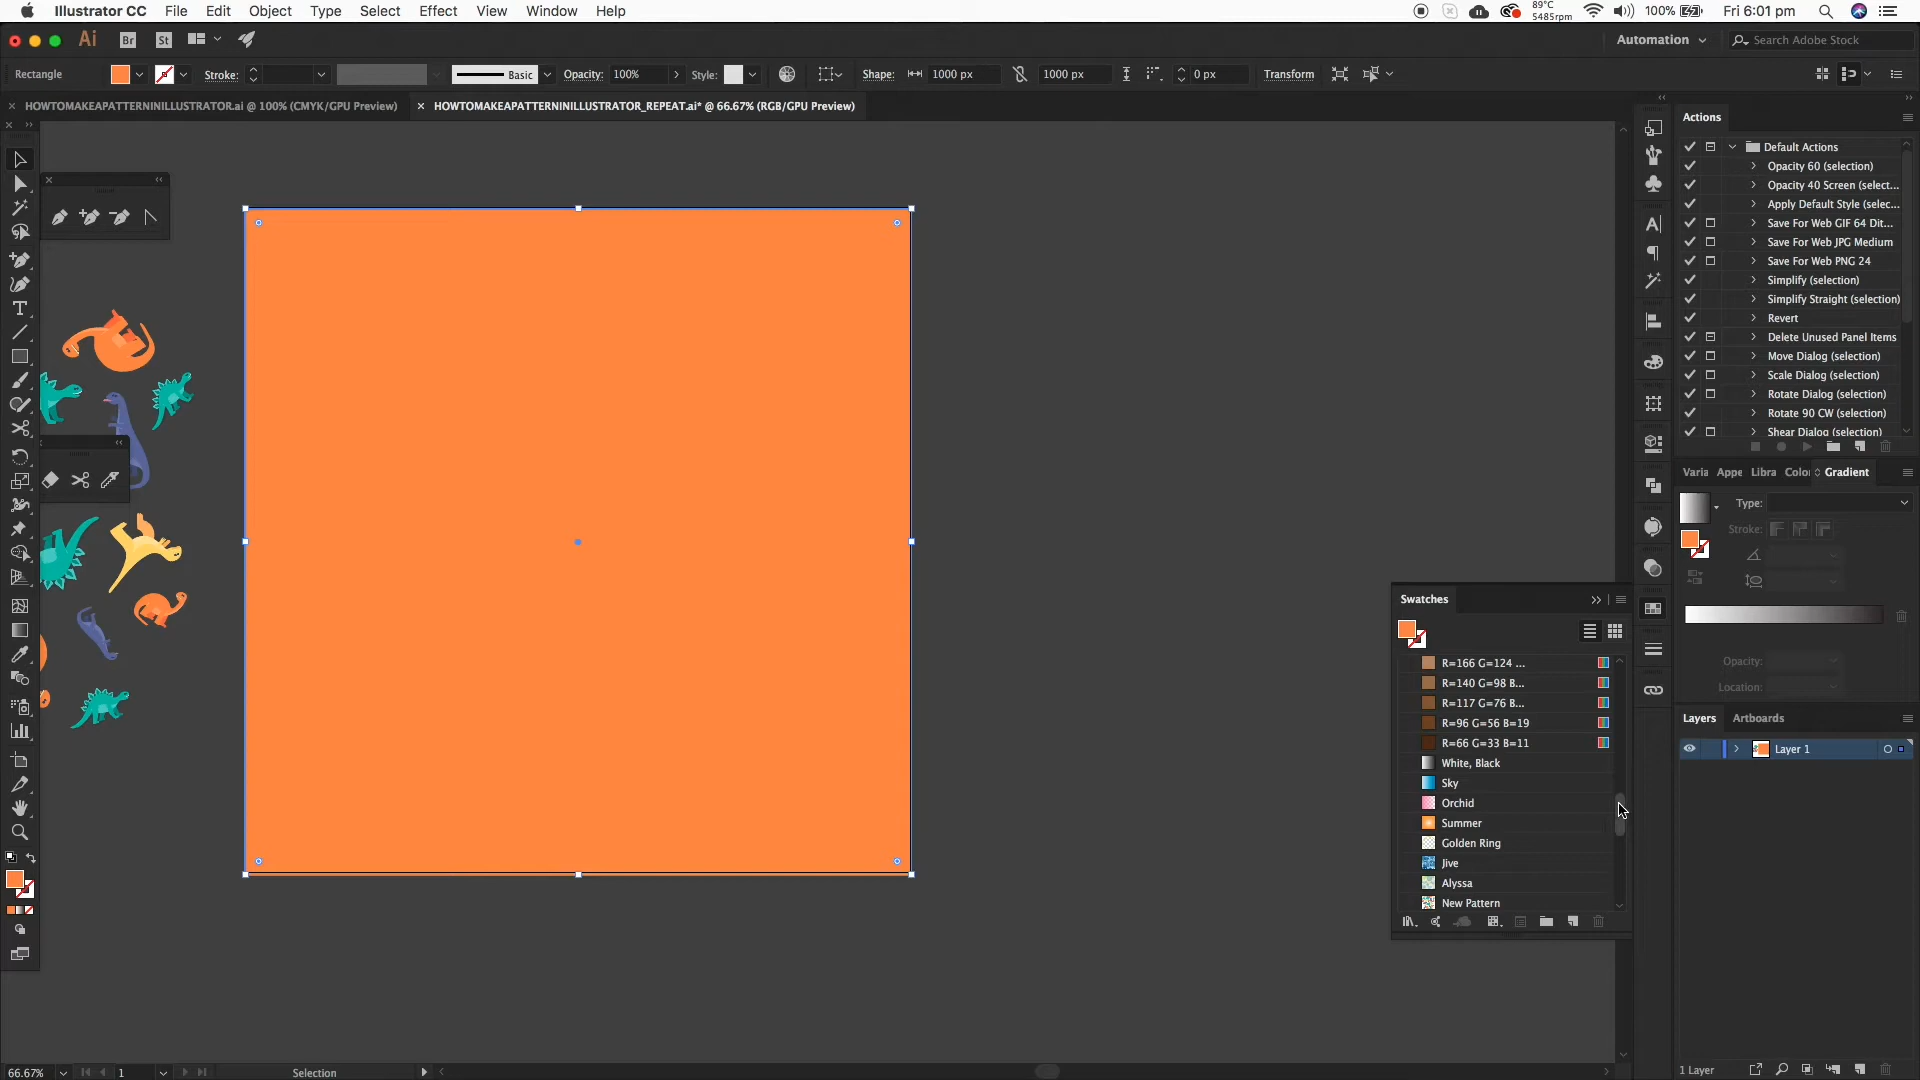 Illustrator CC File Edit Object Type Select Effect View Window Help 89°C 5485rpm 100% Fri 6:01 pm
Ai Br St Automation Search Adobe Stock
Rectangle Stroke: Basic Opacity: 100% Style: Shape: 1000 px 1000 px 0 px Transform
HOWTOMAKEAPATTERNINILLUSTRATOR.ai @ 100% (CMYK/GPU Preview) HOWTOMAKEAPATTERNINILLUSTRATOR_REPEAT.ai* @ 66.67% (RGB/GPU Preview)
Actions
Default Actions
Opacity 60 (selection)
Opacity 40 Screen (select...
Apply Default Style (selec...
Save For Web GIF 64 Dit...
Save For Web JPG Medium
Save For Web PNG 24
Simplify (selection)
Simplify Straight (selection)
Revert
Delete Unused Panel Items
Move Dialog (selection)
Scale Dialog (selection)
Rotate Dialog (selection)
Rotate 90 CW (selection)
Shear Dialog (selection)
Varia Appe Libra Colo Gradient
Type:
Stroke:
Opacity:
Location:
Swatches
R=166 G=124 ...
R=140 G=98 B...
R=117 G=76 B...
R=96 G=56 B=19
R=66 G=33 B=11
White, Black
Sky
Orchid
Summer
Golden Ring
Jive
Alyssa
New Pattern
Layers Artboards
Layer 1
66.67% 1 Selection
1 Layer